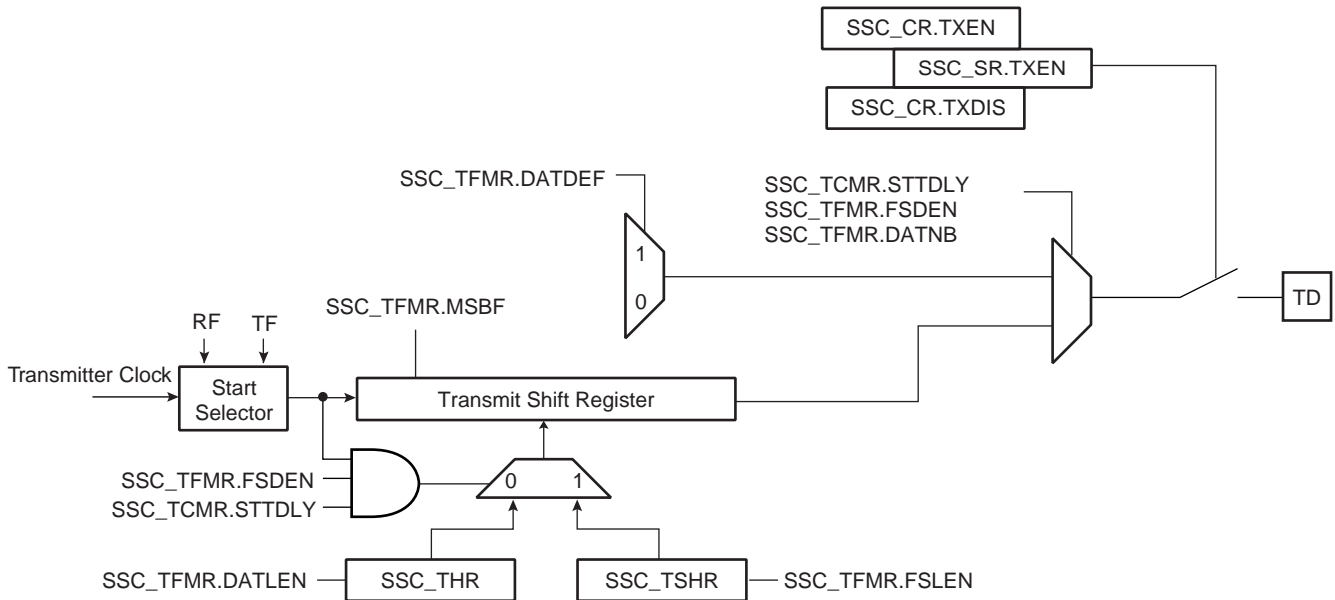 SSC_CR.TXEN
SSC_SR.TXEN
SSC_CR.TXDIS
SSC_TFMR.DATDEF
SSC_TCMR.STTDLY
SSC_TFMR.FSDEN
SSC_TFMR.DATNB
1
0
TD
SSC_TFMR.MSBF
RF
TF
Transmitter Clock
Start
Selector
Transmit Shift Register
SSC_TFMR.FSDEN
SSC_TCMR.STTDLY
0
1
SSC_TFMR.DATLEN
SSC_THR
SSC_TSHR
SSC_TFMR.FSLEN